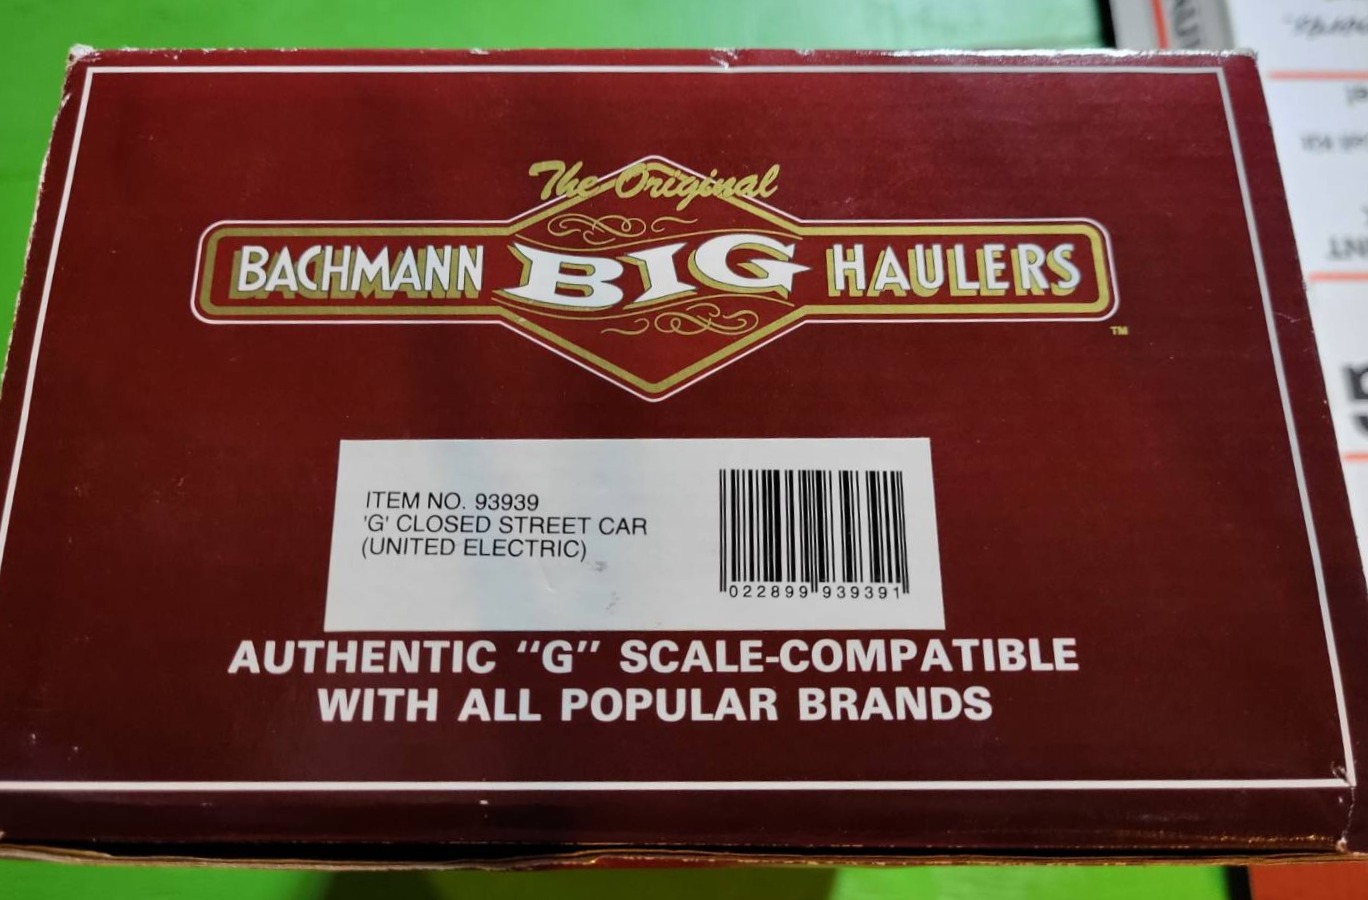 The Original
BACHMANN BIG HAULERS
TM
ITEM NO. 93939
'G' CLOSED STREET CAR
(UNITED ELECTRIC)
022899 939391
AUTHENTIC "G" SCALE-COMPATIBLE
WITH ALL POPULAR BRANDS